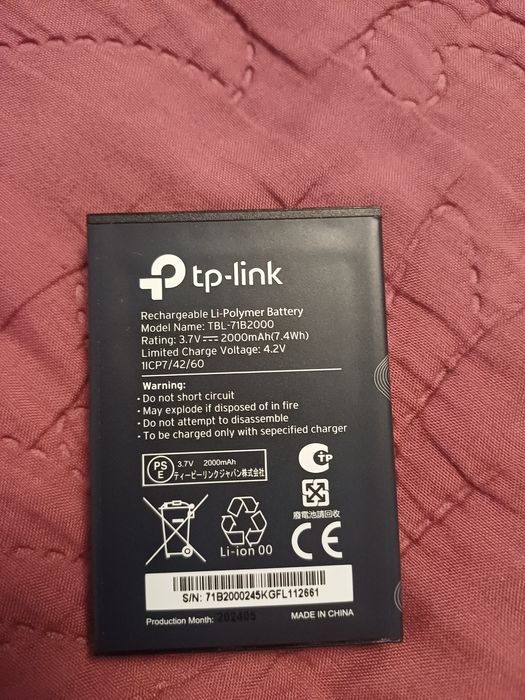 tp-link
Rechargeable Li-Polymer Battery
Model Name: TBL-71B2000
Rating: 3.7V⎓2000mAh(7.4Wh)
Limited Charge Voltage: 4.2V
1ICP7/42/60
Warning:
· Do not short circuit
· May explode if disposed of in fire
· Do not attempt to disassemble
· To be charged only with sepecified charger
PS E 3.7V 2000mAh
ティーピーリンクジャパン株式会社
TP
廢電池請回收
Li-ion 00
CE
S/N: 71B2000245KGFL112661
Production Month: 202405
MADE IN CHINA